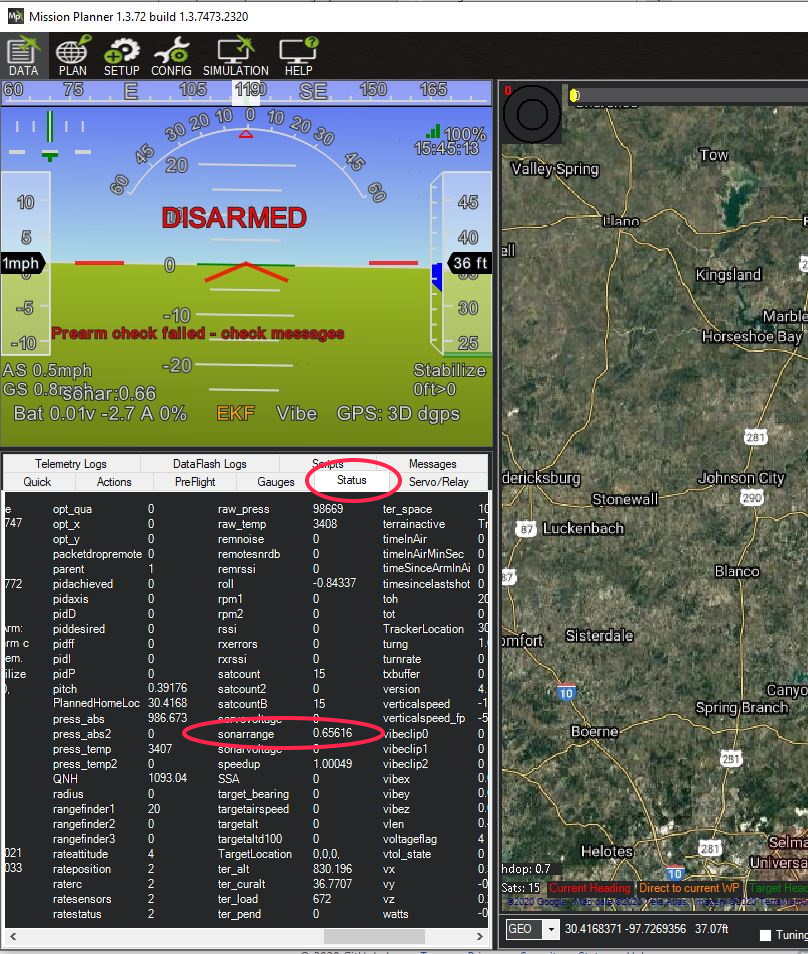 Mission Planner 1.3.72 build 1.3.7473.2320
DATA PLAN SETUP CONFIG SIMULATION HELP
60 75 E 105 119 SE 150 165
60 45 30 20 10 0 10 20 30 45 60
100%
15:45:13
20
DISARMED
10 45
5 40
1mph 0 36 ft
-5 -10 30
Prearm check failed - check messages
-10 25
-20
AS 0.5mph Stabilize
GS 0.8mph sonar:0.66 0ft>0
Bat 0.01v -2.7 A 0% EKF Vibe GPS: 3D dgps
Telemetry Logs DataFlash Logs Scripts Messages
Quick Actions PreFlight Gauges Status Servo/Relay
e opt_qua 0 raw_press 98669 ter_space 10
747 opt_x 0 raw_temp 3408 terrainactive
opt_y 0 remnoise 0 timeInAir 0
packetdropremote 0 remotesnrdb 0 timeInAirMinSec 0
parent 1 remrssi 0 timeSinceArmInAi 0
772 pidachieved 0 roll -0.84337 timesincelastshot 0
pidaxis 0 rpm1 0 toh 20
pidD 0 rpm2 0 tot 0
Arm: piddesired 0 rssi 0 TrackerLocation 30
arm c pidff 0 rxerrors 0 turng 1.
em. pidI 0 rxrssi 0 turnrate 0
ilize pidP 0 satcount 15 txbuffer 0
0, pitch 0.39176 satcount2 0 version 4.
PlannedHomeLoc 30.4168 satcountB 15 verticalspeed
press_abs 986.673 servovoltage 0 verticalspeed_fp -5
press_abs2 0 sonarrange 0.65616 vibeclip0 0
press_temp 3407 sonarvoltage 0 vibeclip1 0
press_temp2 0 speedup 1.00049 vibeclip2 0
QNH 1093.04 SSA 0 vibex 0.
radius 0 target_bearing 0 vibey 0.
rangefinder1 20 targetairspeed 0 vibez 0.
rangefinder2 0 targetalt 0 vlen 0.
rangefinder3 0 targetaltd100 0 voltageflag 4
021 rateattitude 4 TargetLocation 0,0,0, vtol_state 0
033 rateposition 2 ter_alt 830.196 vx 0.
raterc 2 ter_curalt 36.7707 vy -0
ratesensors 2 ter_load 672 vz 0.
ratestatus 2 ter_pend 0 watts -0
0
Cherokee
Tow
Valley Spring
Llano
Kingsland
Marble
Horseshoe Bay
281
dericksburg
Johnson City
290
Stonewall
87 Luckenbach
87
Blanco
omfort
Sisterdale
10
Canyo
Spring Branch
Boerne
281
Selma
Helotes
281
Universa
hdop: 0.7
10
Sats: 15 Current Heading Direct to current WP Target Head
©2020 Google - Map data ©2020 Tele Atlas, Imagery ©2020 TerraMetrics
GEO 30.4168371 -97.7269356 37.07ft Tuning